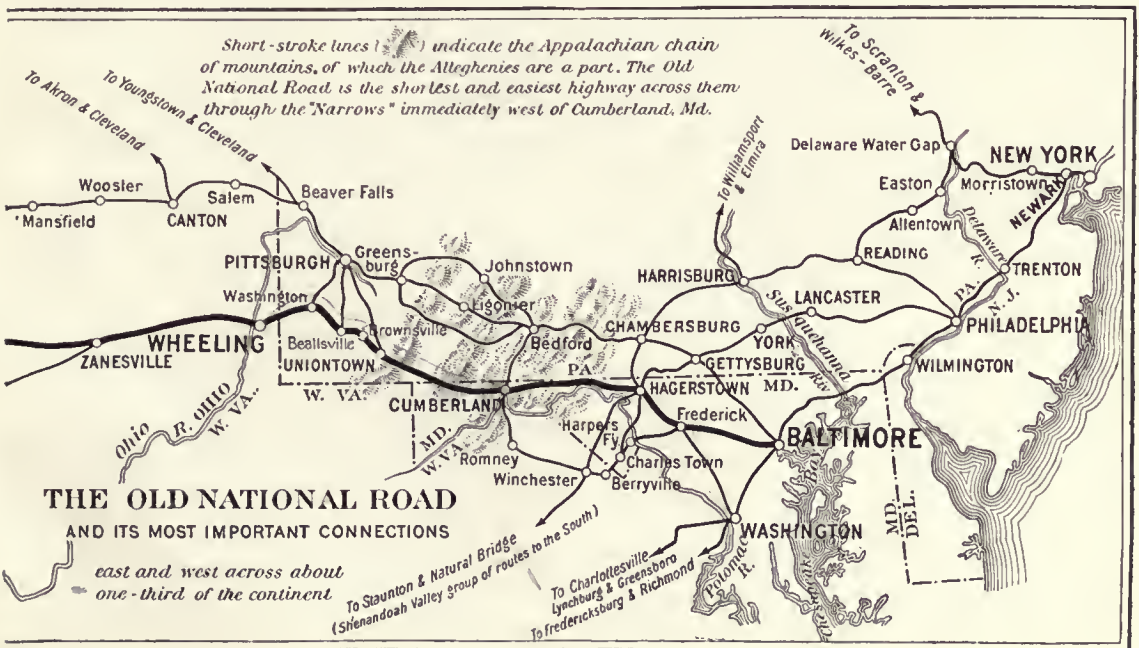 Short-stroke lines ( ) indicate the Appalachian chain
of mountains, of which the Alleghenies are a part. The Old
National Road is the shortest and easiest highway across them
through the "Narrows" immediately west of Cumberland, Md.
To Akron & Cleveland
To Youngstown & Cleveland
To Scranton &
Wilkes-Barre
To Williamsport
& Elmira
Delaware Water Gap
NEW YORK
Morristown
NEWARK
Easton
Allentown
Delaware
R.
Wooster
Mansfield
CANTON
Salem
Beaver Falls
PITTSBURGH
Greens-
burg
Johnstown
Ligonier
HARRISBURG
READING
TRENTON
PA.
N. J.
LANCASTER
Susquehanna
Riv.
Washington
Brownsville
Bealtsville
UNIONTOWN
Bedford
CHAMBERSBURG
YORK
GETTYSBURG
PHILADELPHIA
WILMINGTON
ZANESVILLE
WHEELING
PA.
MD.
W. VA.
CUMBERLAND
HAGERSTOWN
Frederick
BALTIMORE
Ohio R.
OHIO
W. VA.
MD.
W. VA.
Romney
Harpers
Fy.
Charles Town
Winchester
Berryville
WASHINGTON
MD.
DEL.
Bay
Potomac
R.
THE OLD NATIONAL ROAD
AND ITS MOST IMPORTANT CONNECTIONS
east and west across about
one-third of the continent
To Staunton & Natural Bridge
(Shenandoah Valley group of routes to the South)
To Charlottesville
Lynchburg & Greensboro
To Fredericksburg & Richmond